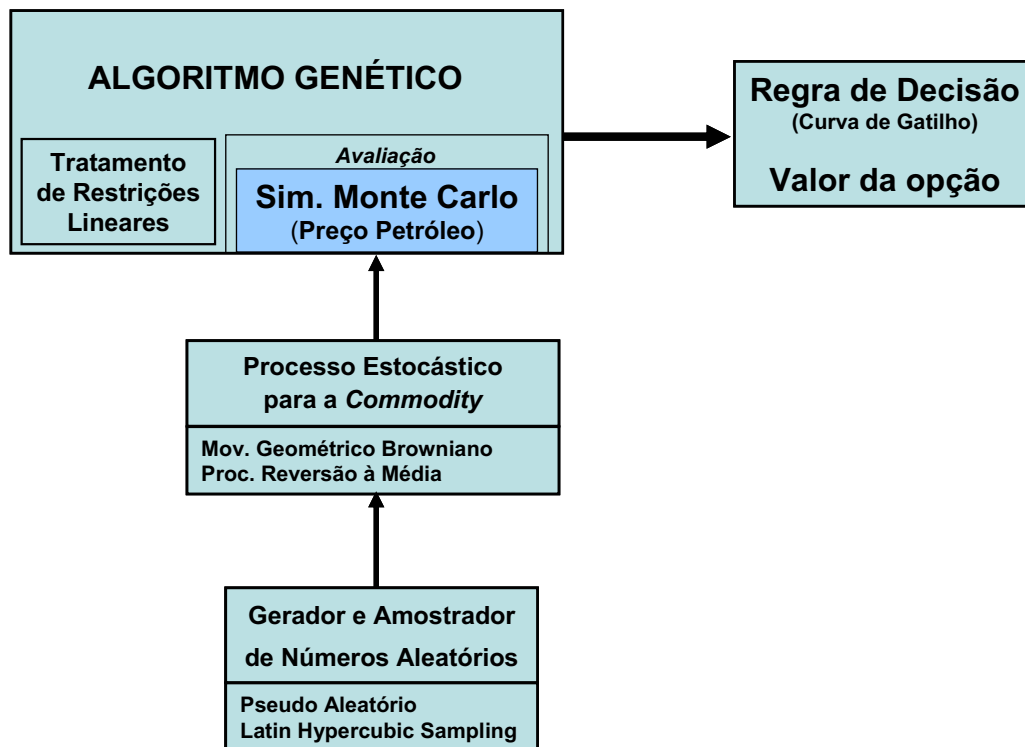 ALGORITMO GENÉTICO
Tratamento
de Restrições
Lineares
Avaliação
Sim. Monte Carlo
(Preço Petróleo)
Regra de Decisão
(Curva de Gatilho)
Valor da opção
Processo Estocástico
para a Commodity
Mov. Geométrico Browniano
Proc. Reversão à Média
Gerador e Amostrador
de Números Aleatórios
Pseudo Aleatório
Latin Hypercubic Sampling